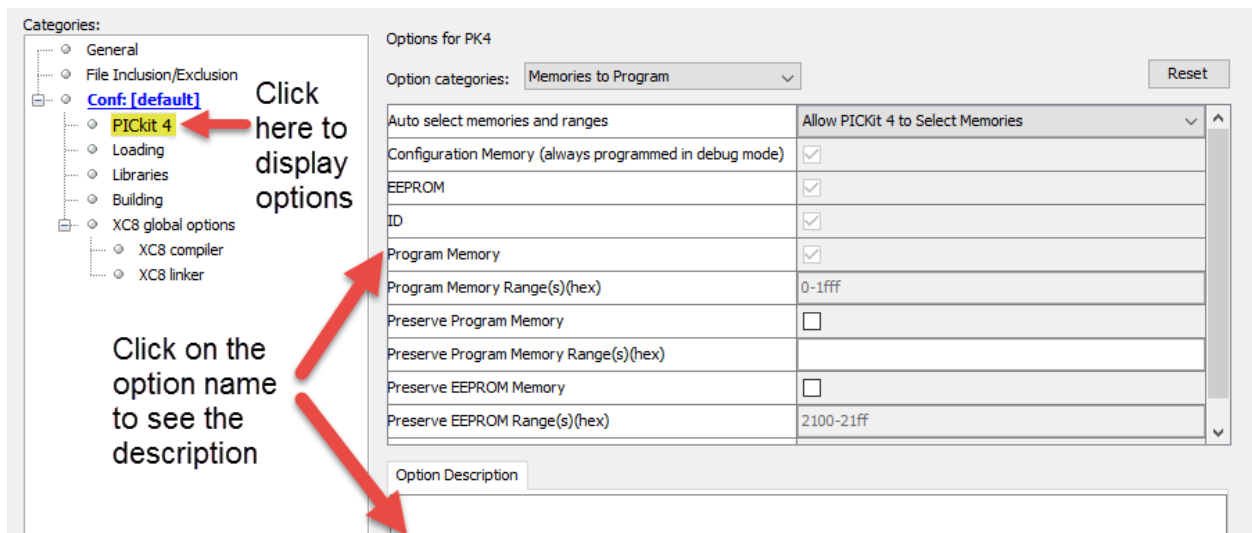 Categories:
General
File Inclusion/Exclusion
Conf: [default]
PICkit 4
Loading
Libraries
Building
XC8 global options
XC8 compiler
XC8 linker
Click
here to
display
options
Click on the
option name
to see the
description
Options for PK4
Option categories: Memories to Program Reset
Auto select memories and ranges Allow PICKit 4 to Select Memories
Configuration Memory (always programmed in debug mode)
EEPROM
ID
Program Memory
Program Memory Range(s)(hex) 0-1fff
Preserve Program Memory
Preserve Program Memory Range(s)(hex)
Preserve EEPROM Memory
Preserve EEPROM Range(s)(hex) 2100-21ff
Option Description